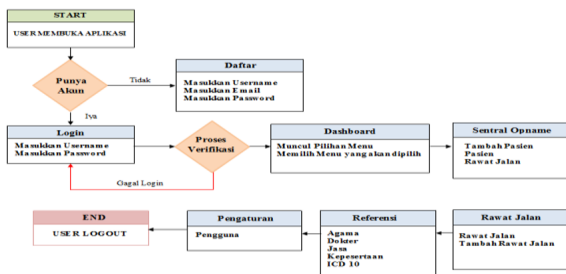 START
USER MEMBUKA APLIKASI
Punya
Akun
Tidak
Daftar
Masukkan Username
Masukkan Email
Masukkan Password
Iya
Login
Masukkan Username
Masukkan Password
Proses
Verifikasi
Gagal Login
Dashboard
Muncul Pilihan Menu
Memilih Menu yang akan dipilih
Sentral Opname
Tambah Pasien
Pasien
Rawat Jalan
Rawat Jalan
Rawat Jalan
Tambah Rawat Jalan
Referensi
Agama
Dokter
Jasa
Kepesertaan
ICD 10
Pengaturan
Pengguna
END
USER LOGOUT